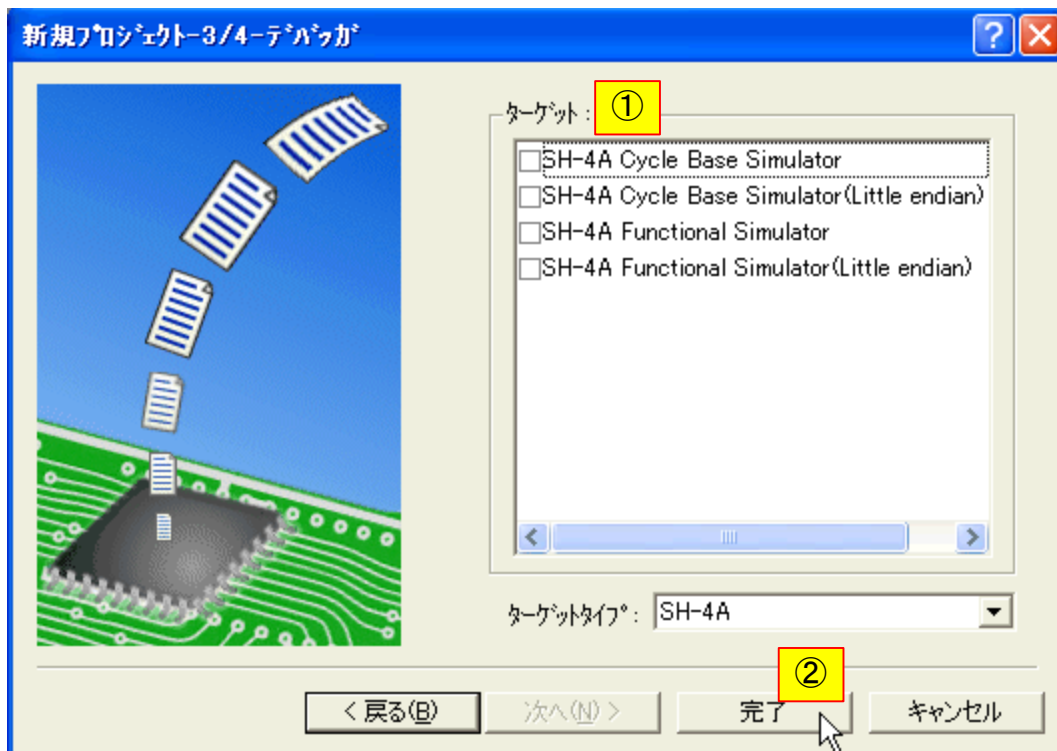 新規ﾌﾟﾛｼﾞｪｸﾄ-3/4-ﾃﾞﾊﾞｯｶﾞ
ﾀｰｹﾞｯﾄ : ①
SH-4A Cycle Base Simulator
SH-4A Cycle Base Simulator(Little endian)
SH-4A Functional Simulator
SH-4A Functional Simulator(Little endian)
ﾀｰｹﾞｯﾄﾀｲﾌﾟ : SH-4A
②
< 戻る(B) 次へ(N) > 完了 キャンセル